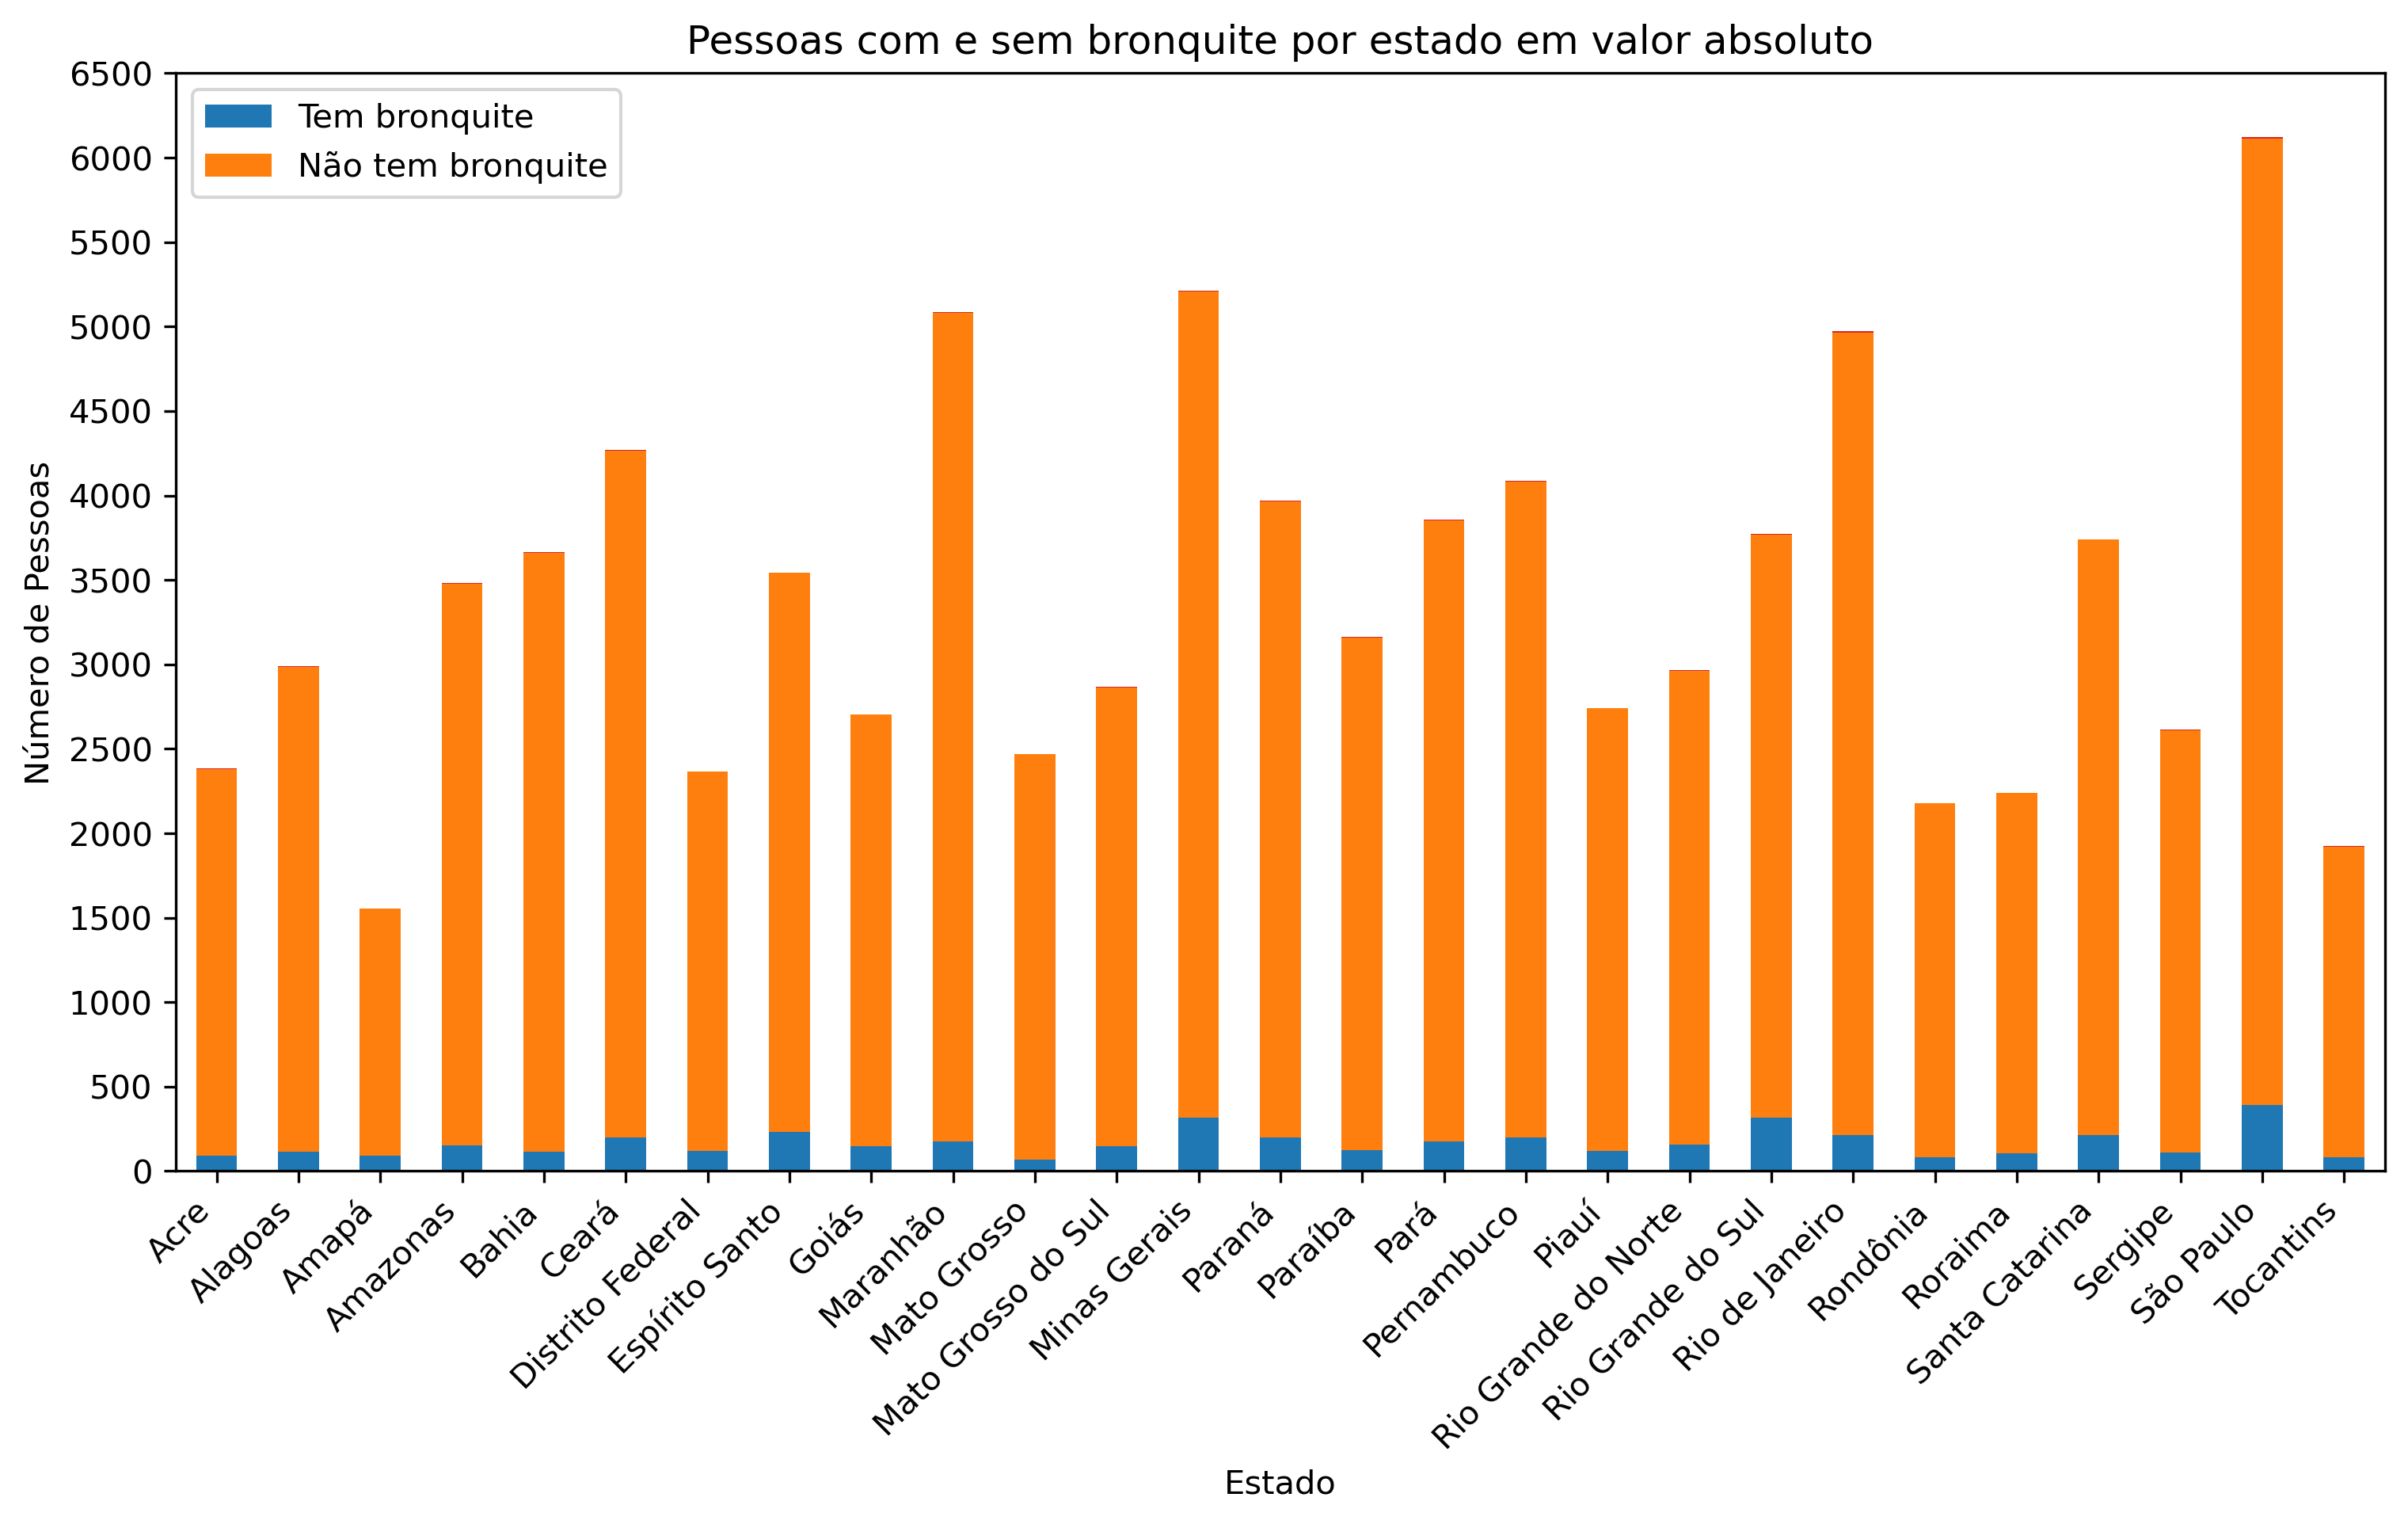 Pessoas com e sem bronquite por estado em valor absoluto
Tem bronquite
Não tem bronquite
6500
6000
5500
5000
4500
4000
3500
3000
2500
2000
1500
1000
500
0
Número de Pessoas
Acre
Alagoas
Amapá
Amazonas
Bahia
Ceará
Distrito Federal
Espírito Santo
Goiás
Maranhão
Mato Grosso
Mato Grosso do Sul
Minas Gerais
Paraná
Paraíba
Pará
Pernambuco
Piauí
Rio Grande do Norte
Rio Grande do Sul
Rio de Janeiro
Rondônia
Roraima
Santa Catarina
Sergipe
São Paulo
Tocantins
Estado